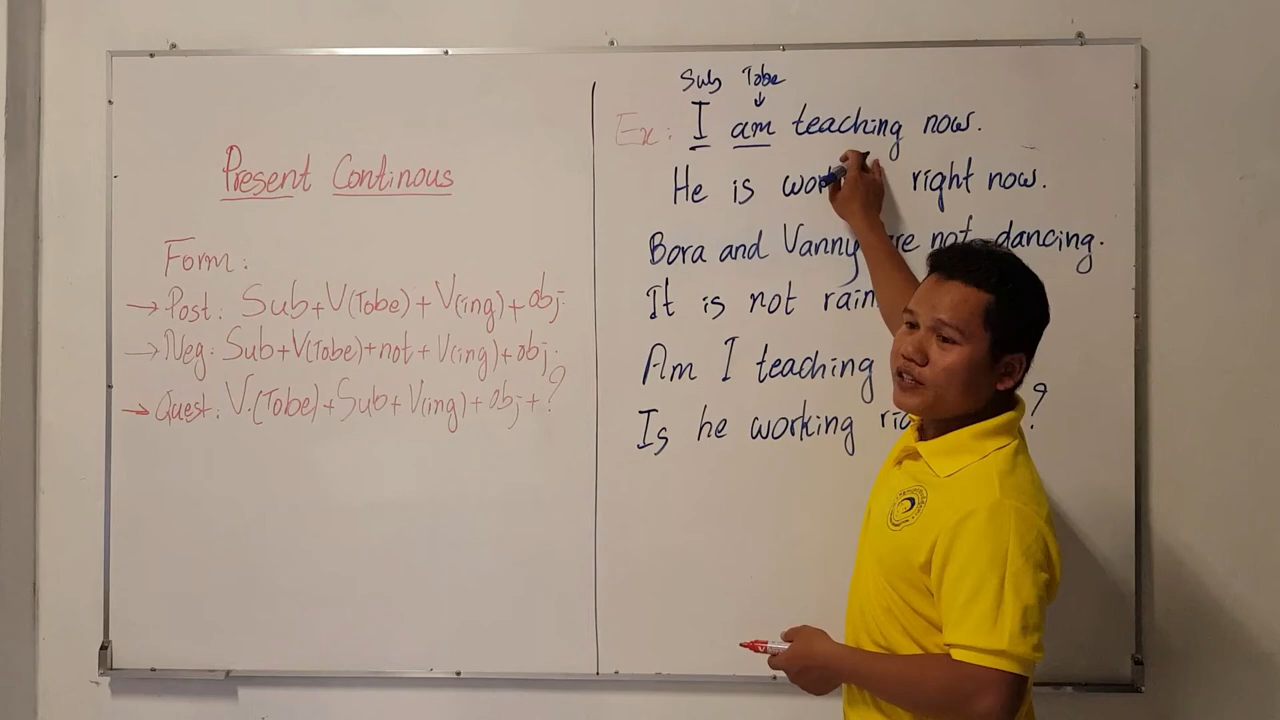 Present Continous
Form:
→ Post: Sub+V(Tobe)+V(ing)+obj.
→ Neg: Sub+V(Tobe)+not+V(ing)+obj.
→ Quest: V.(Tobe)+Sub+V(ing)+obj+?
Sub Tobe
↓
Ex: I am teaching now.
He is right now.
Bora and Vanny not dancing.
It is not
Am I teaching
Is he working ?